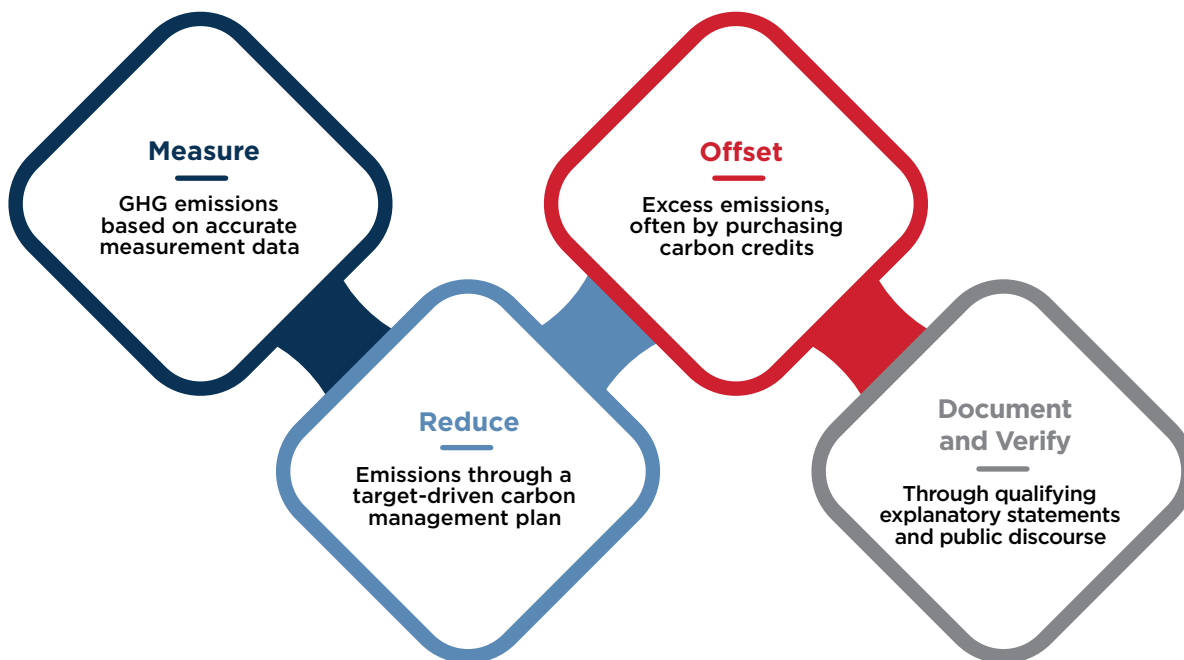 Measure
GHG emissions
based on accurate
measurement data
Reduce
Emissions through a
target-driven carbon
management plan
Offset
Excess emissions,
often by purchasing
carbon credits
Document
and Verify
Through qualifying
explanatory statements
and public discourse